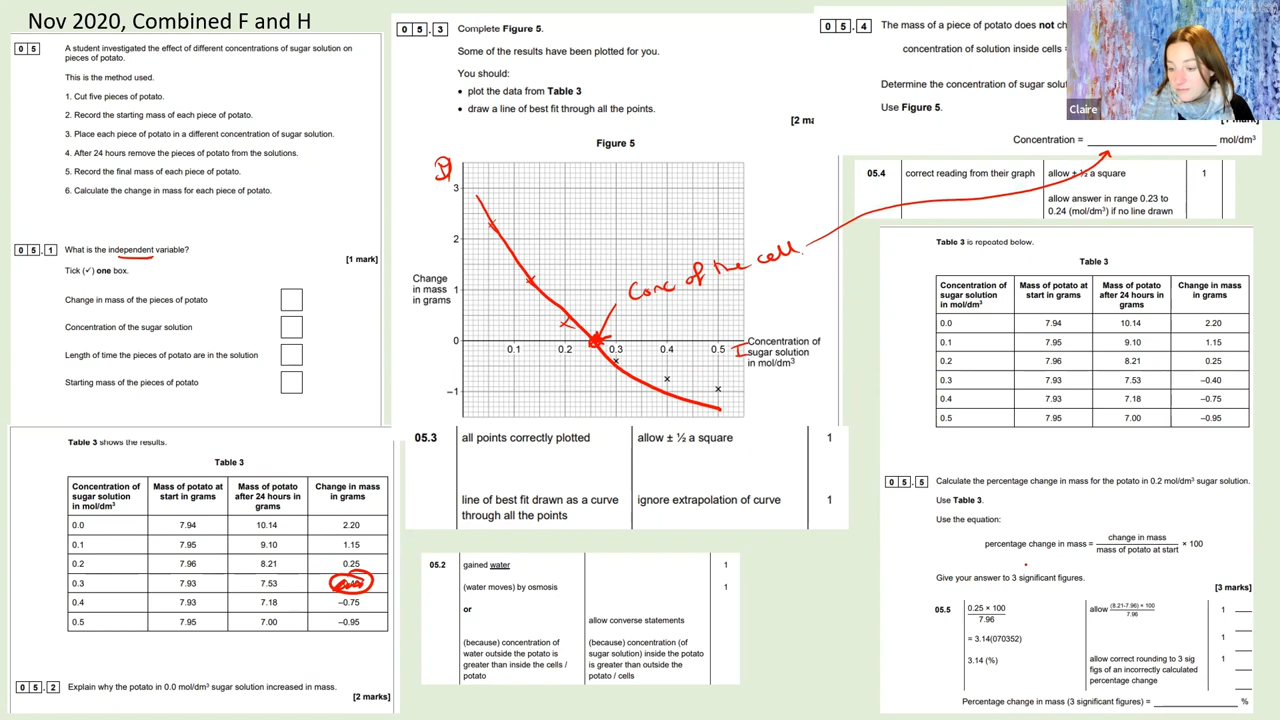 Nov 2020, Combined F and H
0 5
A student investigated the effect of different concentrations of sugar solution on
pieces of potato.
This is the method used.
1. Cut five pieces of potato.
2. Record the starting mass of each piece of potato.
3. Place each piece of potato in a different concentration of sugar solution.
4. After 24 hours remove the pieces of potato from the solutions.
5. Record the final mass of each piece of potato.
6. Calculate the change in mass for each piece of potato.
0 5 . 1 What is the independent variable?
[1 mark]
Tick (✓) one box.
Change in mass of the pieces of potato
Concentration of the sugar solution
Length of time the pieces of potato are in the solution
Starting mass of the pieces of potato
Table 3 shows the results.
Table 3
Concentration of sugar solution in mol/dm³ Mass of potato at start in grams Mass of potato after 24 hours in grams Change in mass in grams
0.0 7.94 10.14 2.20
0.1 7.95 9.10 1.15
0.2 7.96 8.21 0.25
0.3 7.93 7.53
0.4 7.93 7.18 –0.75
0.5 7.95 7.00 –0.95
0 5 . 2 Explain why the potato in 0.0 mol/dm³ sugar solution increased in mass.
[2 marks]
0 5 . 3 Complete Figure 5.
Some of the results have been plotted for you.
You should:
• plot the data from Table 3
• draw a line of best fit through all the points.
[2 ma
Figure 5
D
3
2
1
0
–1
Change
in mass
in grams
0.1 0.2 0.3 0.4 0.5
I
Concentration of
sugar solution
in mol/dm³
Conc of the cell
05.3 all points correctly plotted allow ± ½ a square 1
line of best fit drawn as a curve through all the points ignore extrapolation of curve 1
05.2 gained water 1
(water moves) by osmosis 1
or
allow converse statements
(because) concentration of
water outside the potato is
greater than inside the cells /
potato
(because) concentration (of
sugar solution) inside the potato
is greater than outside the
potato / cells
0 5 . 4 The mass of a piece of potato does not ch
concentration of solution inside cells =
Determine the concentration of sugar solut
Use Figure 5.
Claire
Concentration = mol/dm³
05.4 correct reading from their graph allow ± ½ a square 1
allow answer in range 0.23 to
0.24 (mol/dm³) if no line drawn
Table 3 is repeated below.
Table 3
Concentration of sugar solution in mol/dm³ Mass of potato at start in grams Mass of potato after 24 hours in grams Change in mass in grams
0.0 7.94 10.14 2.20
0.1 7.95 9.10 1.15
0.2 7.96 8.21 0.25
0.3 7.93 7.53 –0.40
0.4 7.93 7.18 –0.75
0.5 7.95 7.00 –0.95
0 5 . 5 Calculate the percentage change in mass for the potato in 0.2 mol/dm³ sugar solution.
Use Table 3.
Use the equation:
percentage change in mass = change in mass / mass of potato at start × 100
Give your answer to 3 significant figures.
[3 marks]
05.5 0.25 × 100 / 7.96 allow (8.21-7.96) × 100 / 7.96 1
= 3.14(070352) 1
3.14 (%) allow correct rounding to 3 sig 1
figs of an incorrectly calculated
percentage change
Percentage change in mass (3 significant figures) = %